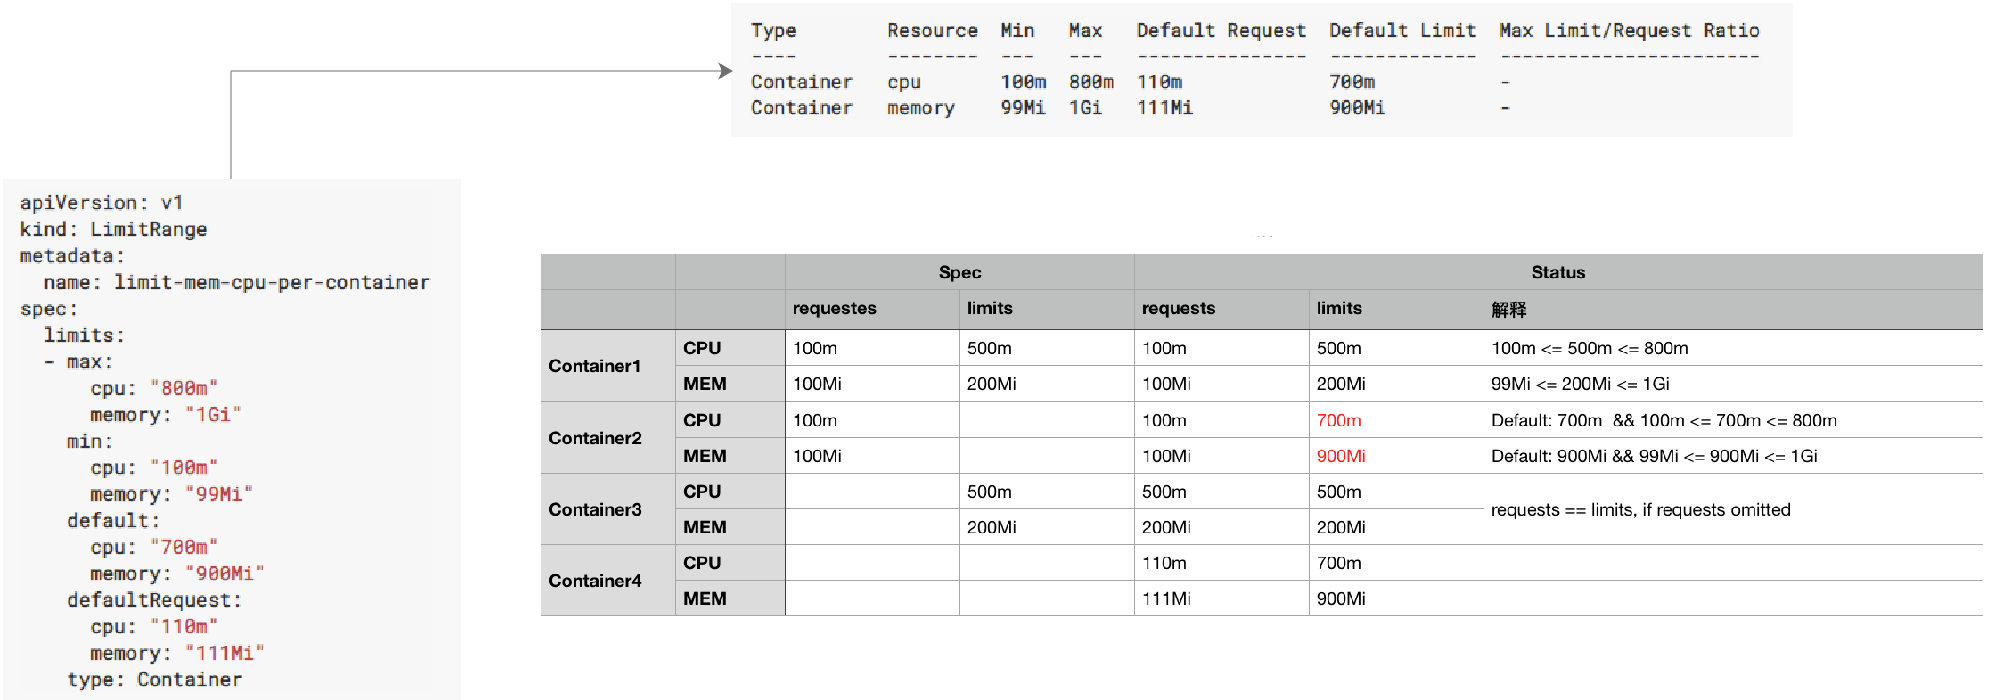 Type Resource Min Max Default Request Default Limit Max Limit/Request Ratio
---- -------- --- --- --------------- ------------- -----------------------
Container cpu 100m 800m 110m 700m -
Container memory 99Mi 1Gi 111Mi 900Mi -
apiVersion: v1
kind: LimitRange
metadata:
  name: limit-mem-cpu-per-container
spec:
  limits:
  - max:
      cpu: "800m"
      memory: "1Gi"
    min:
      cpu: "100m"
      memory: "99Mi"
    default:
      cpu: "700m"
      memory: "900Mi"
    defaultRequest:
      cpu: "110m"
      memory: "111Mi"
    type: Container
Spec Status
requestes limits requests limits 解释
Container1
CPU 100m 500m 100m 500m 100m <= 500m <= 800m
MEM 100Mi 200Mi 100Mi 200Mi 99Mi <= 200Mi <= 1Gi
Container2
CPU 100m 100m 700m Default: 700m && 100m <= 700m <= 800m
MEM 100Mi 100Mi 900Mi Default: 900Mi && 99Mi <= 900Mi <= 1Gi
Container3
CPU 500m 500m 500m
requests == limits, if requests omitted
MEM 200Mi 200Mi 200Mi
Container4
CPU 110m 700m
MEM 111Mi 900Mi